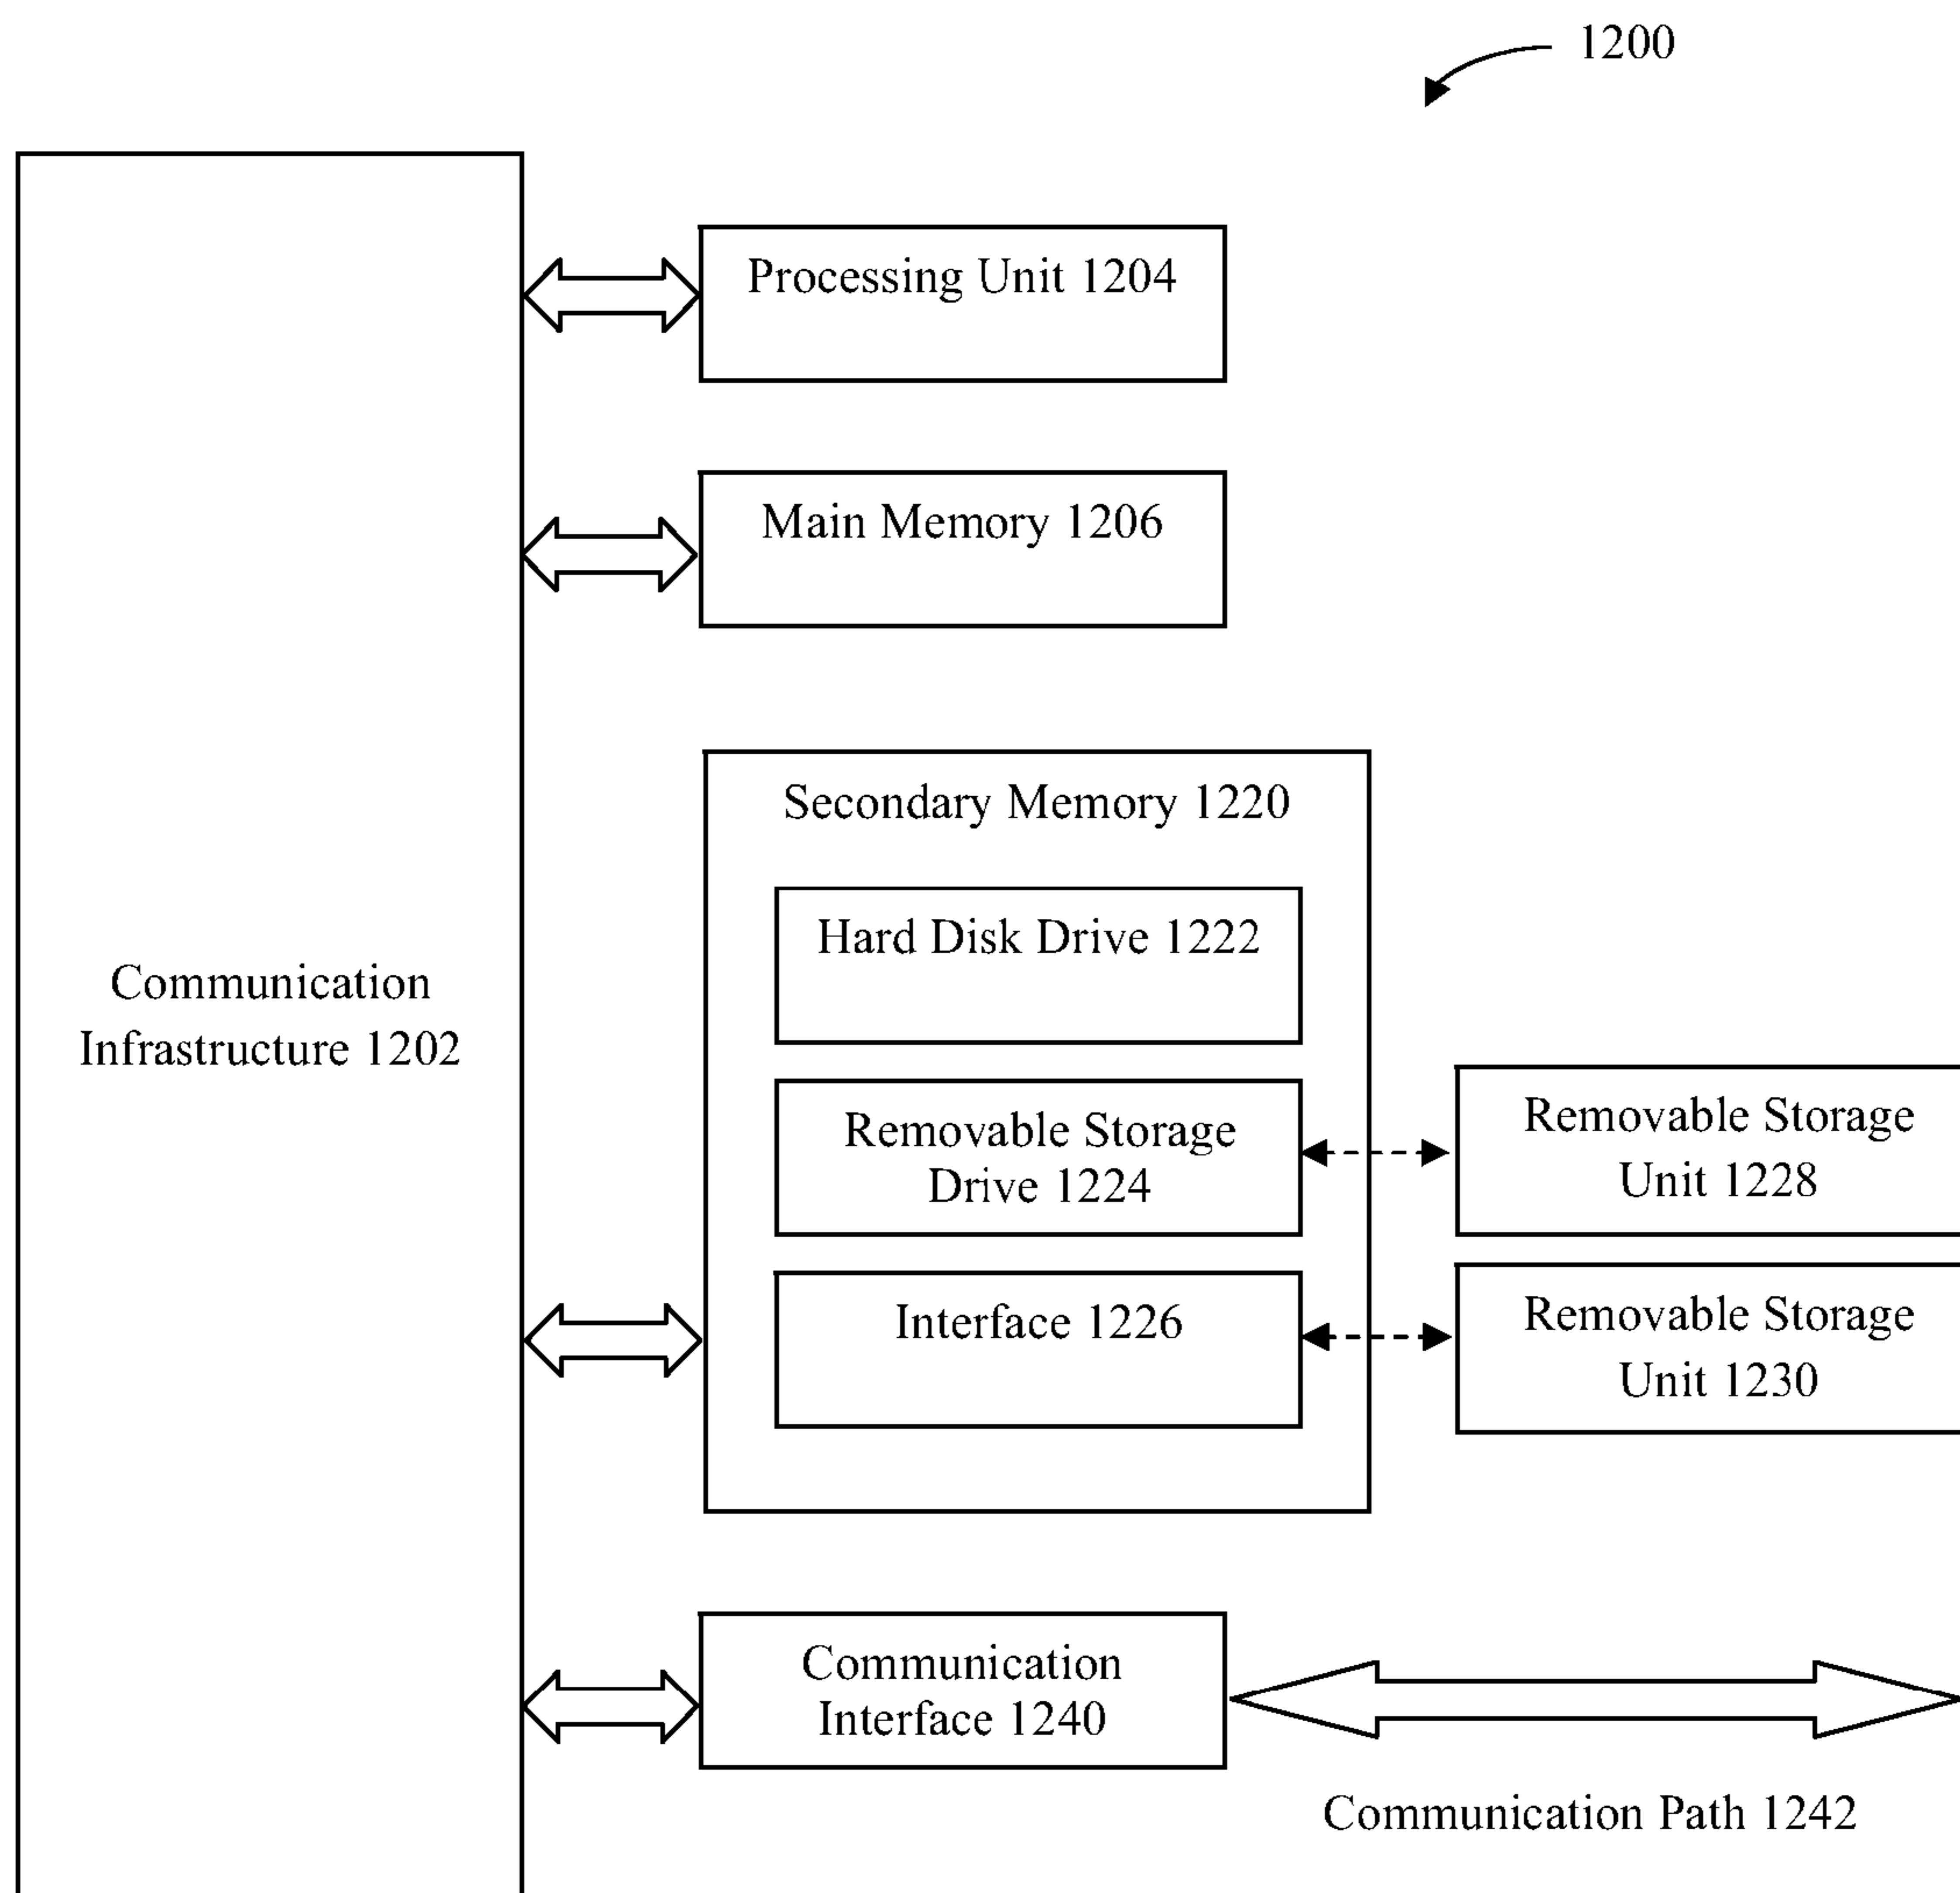 1200
Processing Unit 1204
Main Memory 1206
Secondary Memory 1220
Hard Disk Drive 1222
Communication
Infrastructure 1202
Removable Storage
Drive 1224
Removable Storage
Unit 1228
Interface 1226
Removable Storage
Unit 1230
Communication
Interface 1240
Communication Path 1242